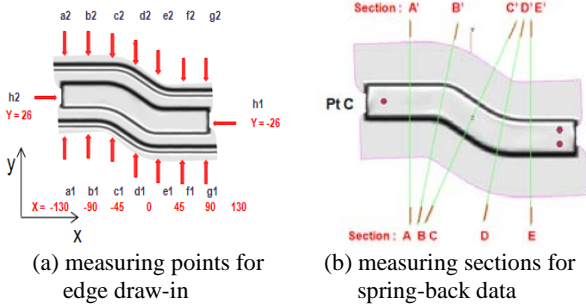 a2 b2 c2 d2 e2 f2 g2
h2
Y = 26
h1
Y = -26
y
x
a1 b1 c1 d1 e1 f1 g1
X = -130 -90 -45 0 45 90 130
(a) measuring points for
edge draw-in
Section : A' B' C' D' E'
Pt C
Section : A B C D E
(b) measuring sections for
spring-back data